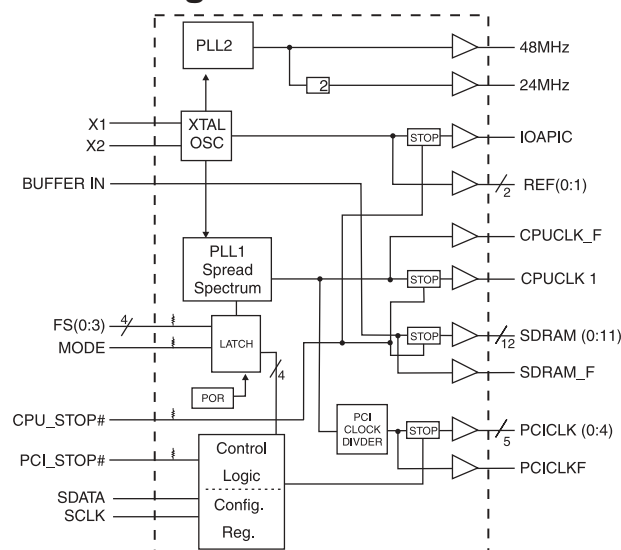 PLL2
48MHz
2
24MHz
X1
X2
XTAL
OSC
STOP
IOAPIC
BUFFER IN
2
REF(0:1)
CPUCLK_F
PLL1
Spread
Spectrum
STOP
CPUCLK 1
FS(0:3)
4
MODE
LATCH
STOP
12
SDRAM (0:11)
4
SDRAM_F
POR
CPU_STOP#
PCI
CLOCK
DIVDER
STOP
5
PCICLK (0:4)
PCI_STOP#
Control
Logic
PCICLKF
SDATA
SCLK
Config.
Reg.